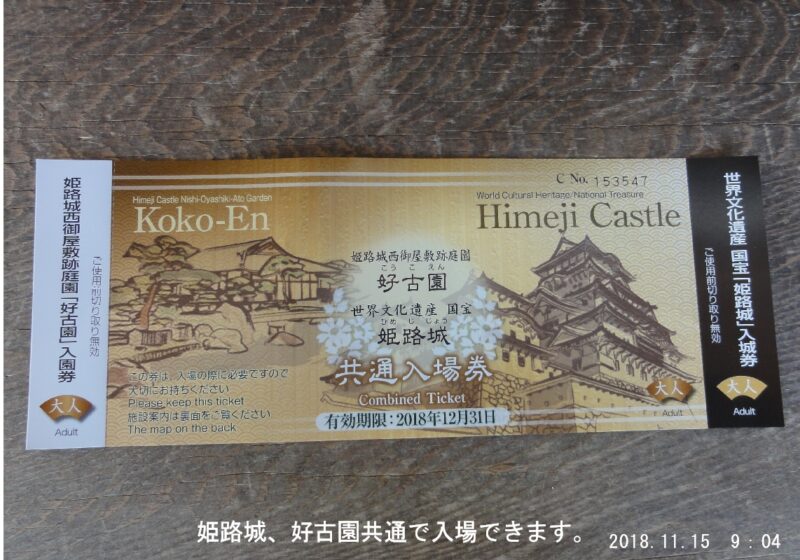 姫路城西御屋敷跡庭園「好古園」入園券
ご使用前切り取り無効
大人
Adult
Himeji Castle Nishi-Oyashiki-Ato Garden
Koko-En
C No. 153547
World Cultural Heritage/National Treasure
Himeji Castle
姫路城西御屋敷跡庭園
こうこえん
好古園
世界文化遺産 国宝
ひめじじょう
姫路城
共通入場券
Combined Ticket
有効期限:2018年12月31日
この券は、入場の際に必要ですので
大切にお持ちください
Please keep this ticket
施設案内は裏面をご覧ください
The map on the back
大人
Adult
世界文化遺産 国宝「姫路城」入城券
ご使用前切り取り無効
大人
Adult
姫路城、好古園共通で入場できます。
2018.11.15 9:04